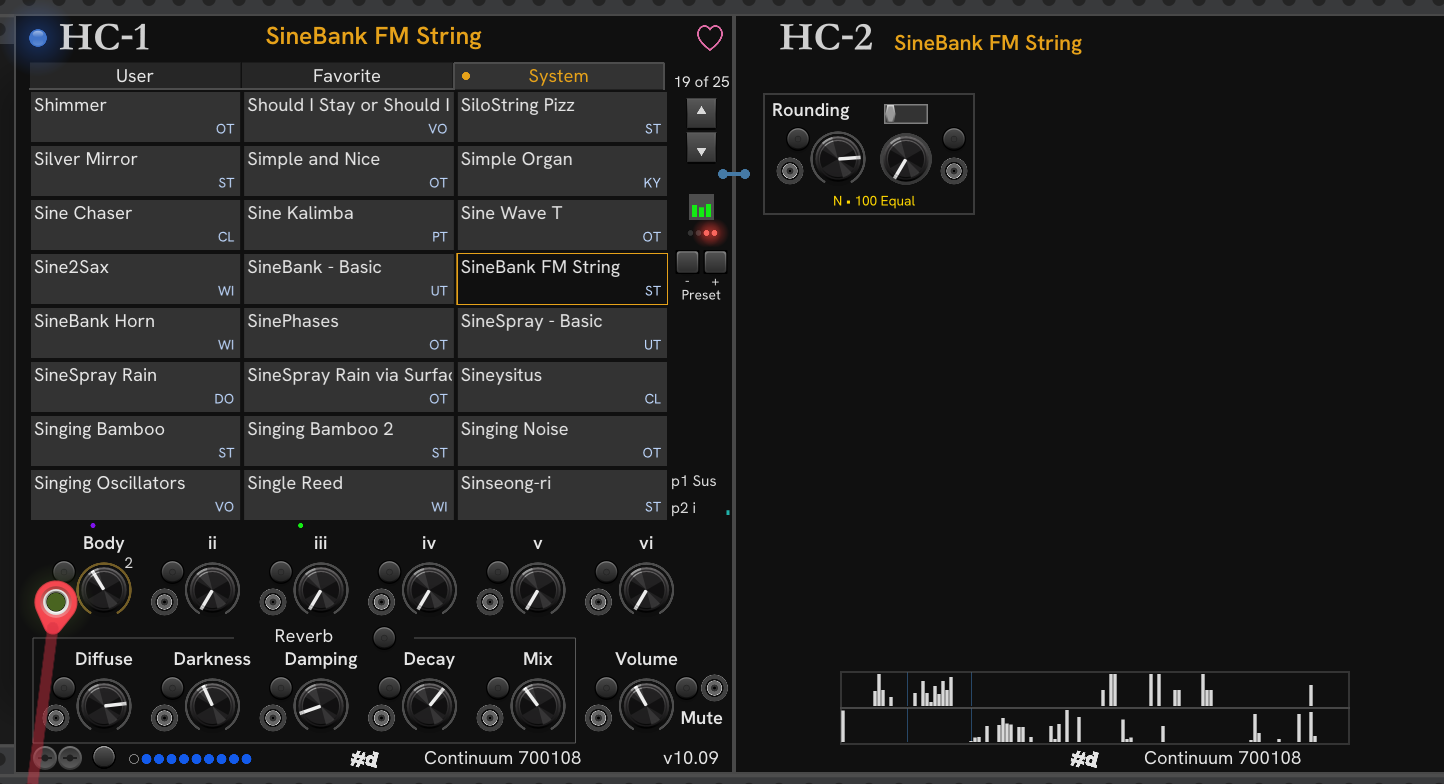 HC-1
SineBank FM String
User
Favorite
System
19 of 25
Shimmer
OT
Should I Stay or Should I
VO
SiloString Pizz
ST
Silver Mirror
ST
Simple and Nice
OT
Simple Organ
KY
Sine Chaser
CL
Sine Kalimba
PT
Sine Wave T
OT
Sine2Sax
WI
SineBank - Basic
UT
SineBank FM String
ST
- +
Preset
SineBank Horn
WI
SinePhases
OT
SineSpray - Basic
UT
SineSpray Rain
DO
SineSpray Rain via Surfac
OT
Sineysitus
CL
Singing Bamboo
ST
Singing Bamboo 2
ST
Singing Noise
OT
Singing Oscillators
VO
Single Reed
WI
Sinseong-ri
ST
p1 Sus
p2 i
Body
2
ii
iii
iv
v
vi
Reverb
Diffuse
Darkness
Damping
Decay
Mix
Volume
Mute
#d
Continuum 700108
v10.09
HC-2
SineBank FM String
Rounding
N • 100 Equal
#d
Continuum 700108